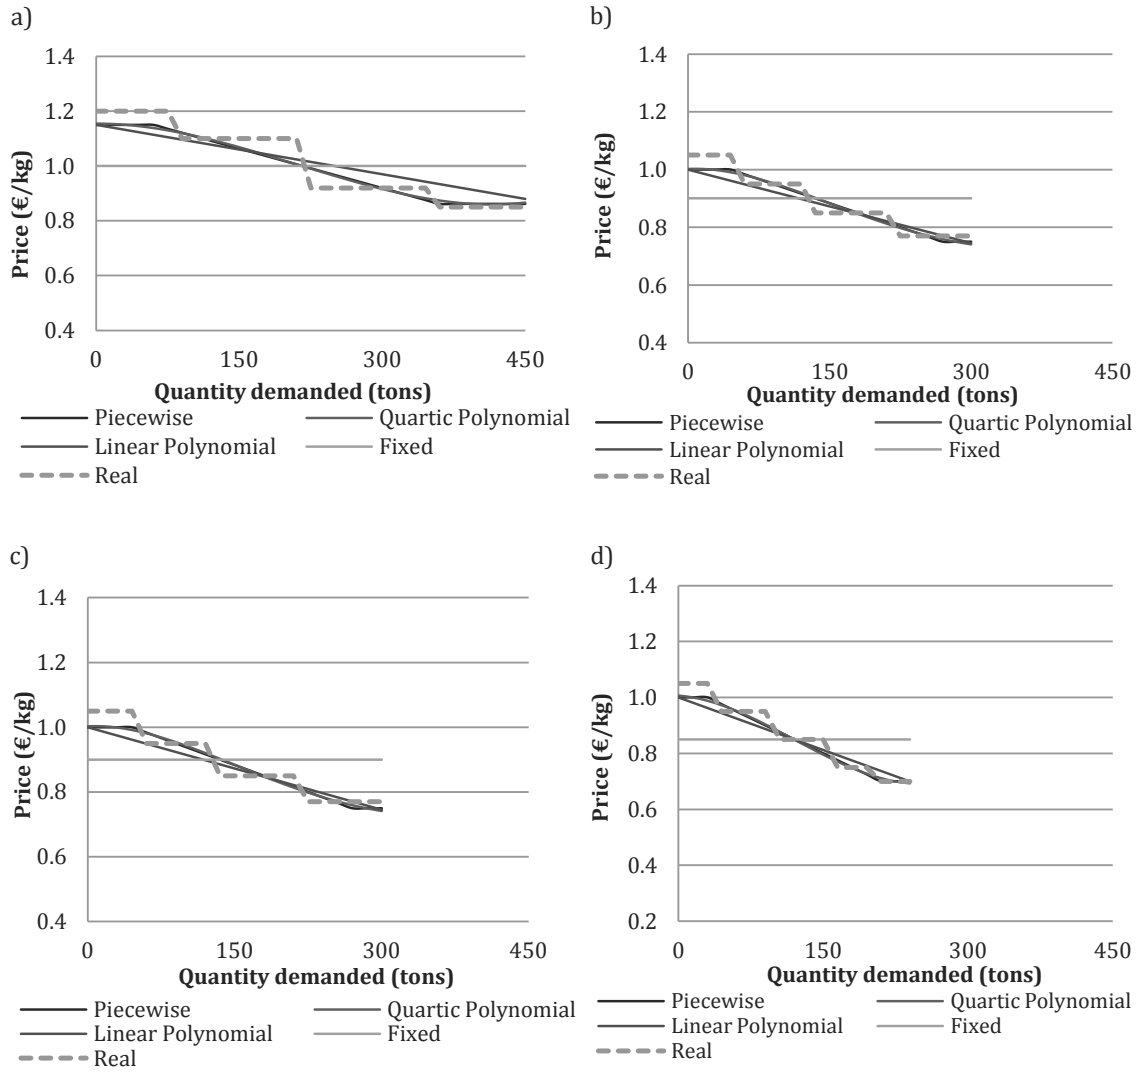 a)
1.4
1.2
1.0
0.8
0.6
0.4
Price (€/kg)
0 150 300 450
Quantity demanded (tons)
Piecewise Quartic Polynomial
Linear Polynomial Fixed
Real
b)
1.4
1.2
1.0
0.8
0.6
0.4
Price (€/kg)
0 150 300 450
Quantity demanded (tons)
Piecewise Quartic Polynomial
Linear Polynomial Fixed
Real
c)
1.4
1.2
1.0
0.8
0.6
0.4
Price (€/kg)
0 150 300 450
Quantity demanded (tons)
Piecewise Quartic Polynomial
Linear Polynomial Fixed
Real
d)
1.4
1.2
1.0
0.8
0.6
0.4
0.2
Price (€/kg)
0 150 300 450
Quantity demanded (tons)
Piecewise Quartic Polynomial
Linear Polynomial Fixed
Real